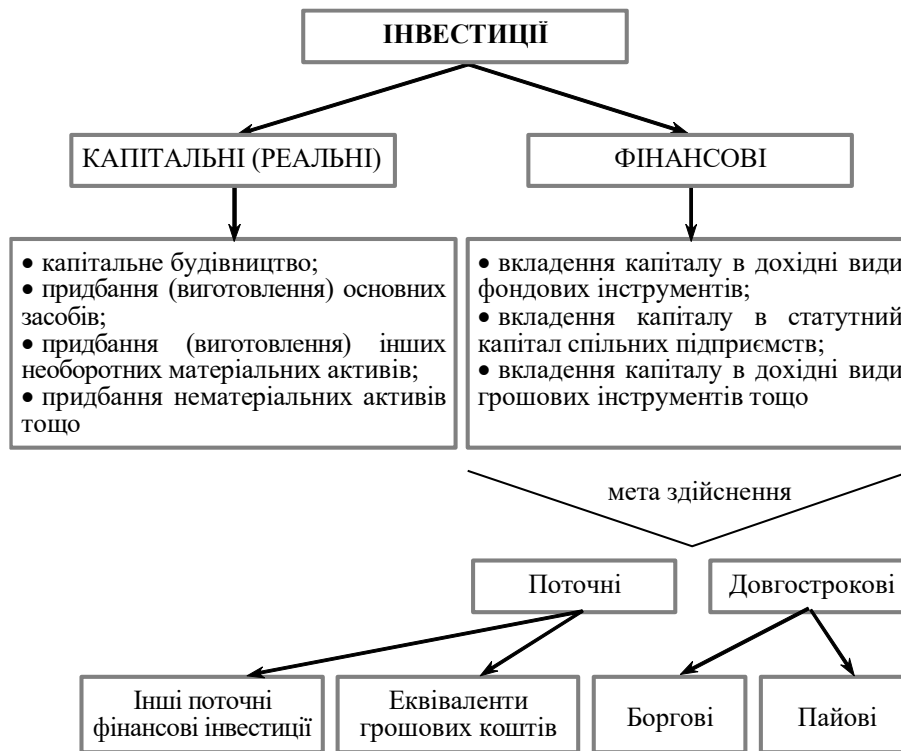 ІНВЕСТИЦІЇ
КАПІТАЛЬНІ (РЕАЛЬНІ)
ФІНАНСОВІ
• капітальне будівництво;
• придбання (виготовлення) основних
засобів;
• придбання (виготовлення) інших
необоротних матеріальних активів;
• придбання нематеріальних активів
тощо
• вкладення капіталу в дохідні види
фондових інструментів;
• вкладення капіталу в статутний
капітал спільних підприємств;
• вкладення капіталу в дохідні види
грошових інструментів тощо
мета здійснення
Поточні
Довгострокові
Інші поточні
фінансові інвестиції
Еквіваленти
грошових коштів
Боргові
Пайові